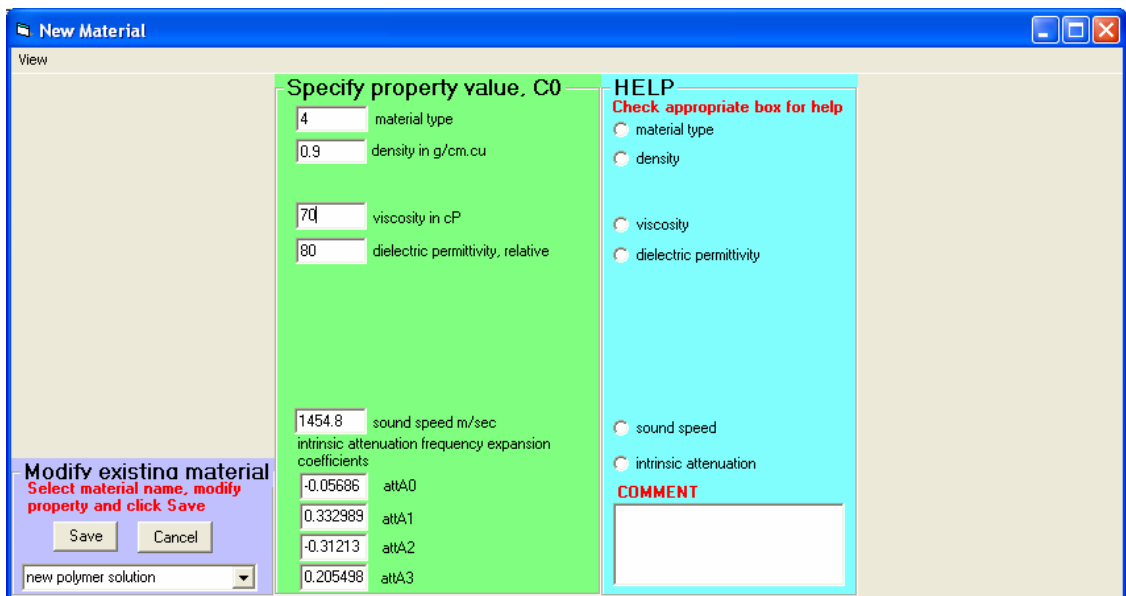 New Material
View
Specify property value, C0
4 material type
0.9 density in g/cm.cu
70 viscosity in cP
80 dielectric permittivity, relative
1454.8 sound speed m/sec
intrinsic attenuation frequency expansion
coefficients
-0.05686 attA0
0.332989 attA1
-0.31213 attA2
0.205498 attA3
HELP
Check appropriate box for help
material type
density
viscosity
dielectric permittivity
sound speed
intrinsic attenuation
COMMENT
Modify existing material
Select material name, modify
property and click Save
Save Cancel
new polymer solution